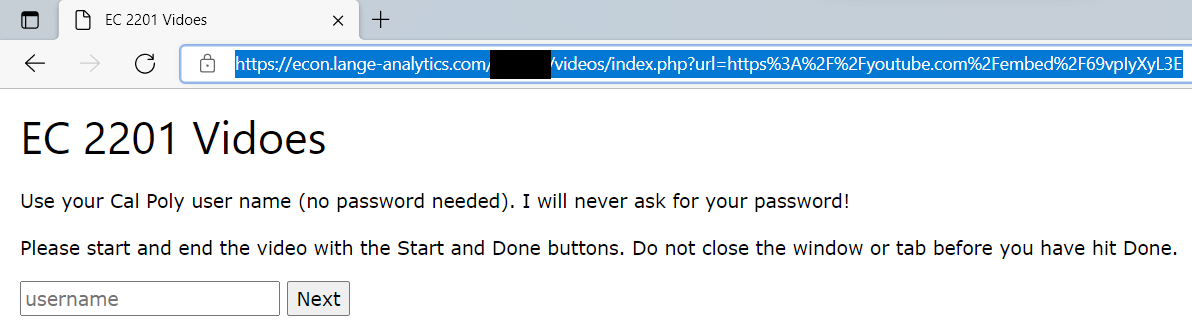 EC 2201 Vidoes
https://econ.lange-analytics.com/ /videos/index.php?url=https%3A%2F%2Fyoutube.com%2Fembed%2F69vpIyXyL3E
EC 2201 Vidoes
Use your Cal Poly user name (no password needed). I will never ask for your password!
Please start and end the video with the Start and Done buttons. Do not close the window or tab before you have hit Done.
username Next